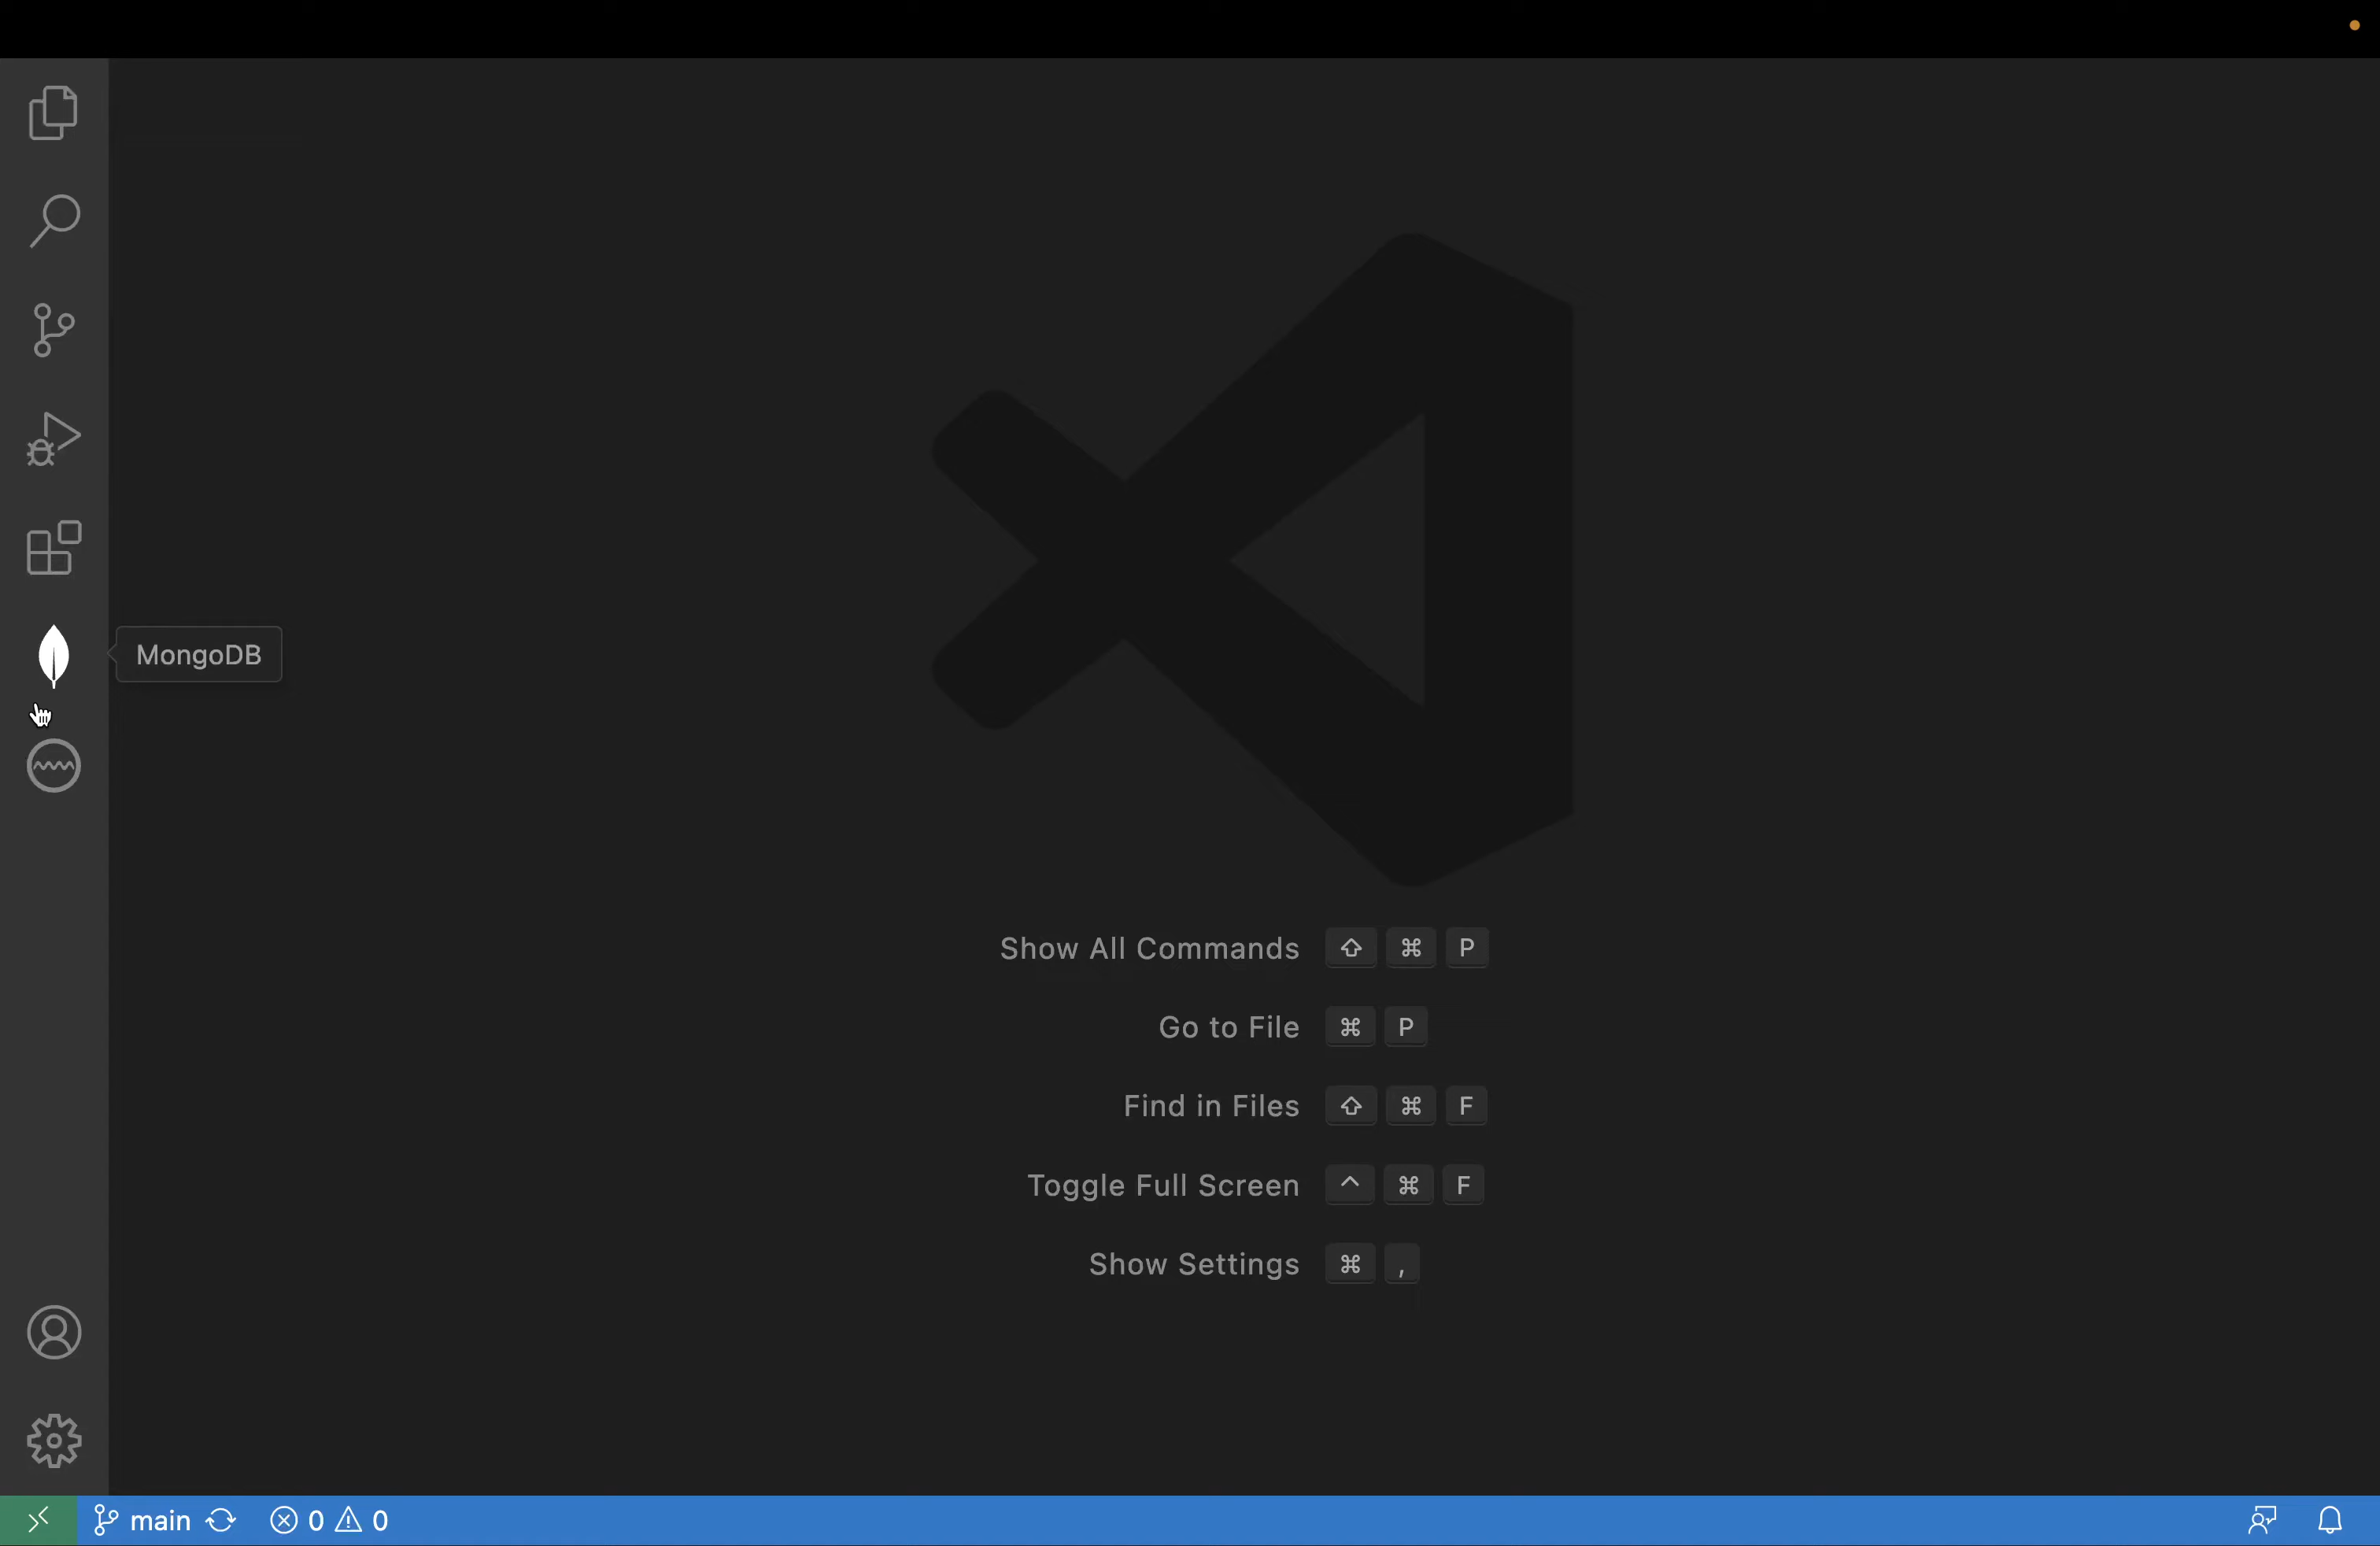 MongoDB
Show All Commands ⇧ ⌘ P
Go to File ⌘ P
Find in Files ⇧ ⌘ F
Toggle Full Screen ^ ⌘ F
Show Settings ⌘ ,
main 0 0